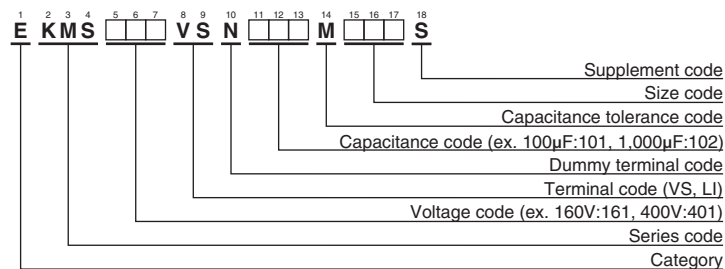 1 2 3 4 5 6 7 8 9 10 11 12 13 14 15 16 17 18
E KMS □□□ VS N □□□ M □□□ S
Supplement code
Size code
Capacitance tolerance code
Capacitance code (ex. 100μF:101, 1,000μF:102)
Dummy terminal code
Terminal code (VS, LI)
Voltage code (ex. 160V:161, 400V:401)
Series code
Category